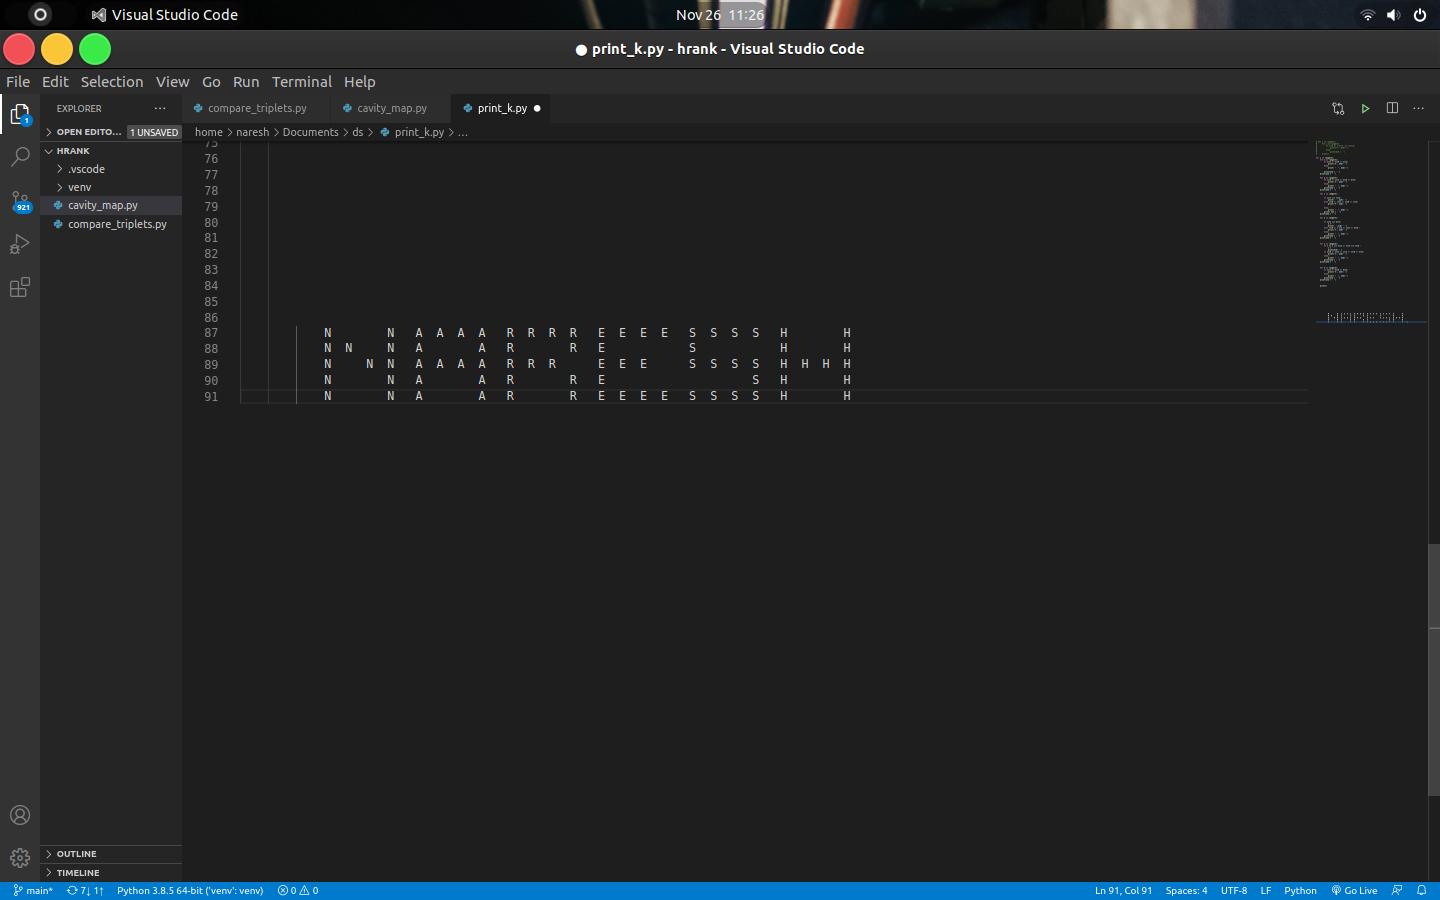 Visual Studio Code
Nov 26 11:26
● print_k.py - hrank - Visual Studio Code
File Edit Selection View Go Run Terminal Help
EXPLORER ...
compare_triplets.py cavity_map.py print_k.py ●
OPEN EDITO... 1 UNSAVED
home > naresh > Documents > ds > print_k.py > ...
HRANK
.vscode
venv
cavity_map.py
compare_triplets.py
1
921
75
76
77
78
79
80
81
82
83
84
85
86
87 N N A A A A R R R R E E E E S S S S H H
88 N N N A A R R E S H H
89 N N N A A A A R R R E E E S S S S H H H H
90 N N A A R R E S H H
91 N N A A R R E E E E S S S S H H
OUTLINE
TIMELINE
main* 7↓ 1↑ Python 3.8.5 64-bit ('venv': venv) 0 0 Ln 91, Col 91 Spaces: 4 UTF-8 LF Python Go Live